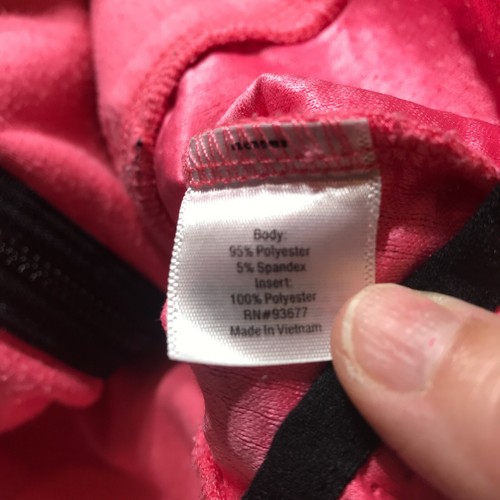 Body:
95% Polyester
5% Spandex
Insert:
100% Polyester
RN#93677
Made in Vietnam